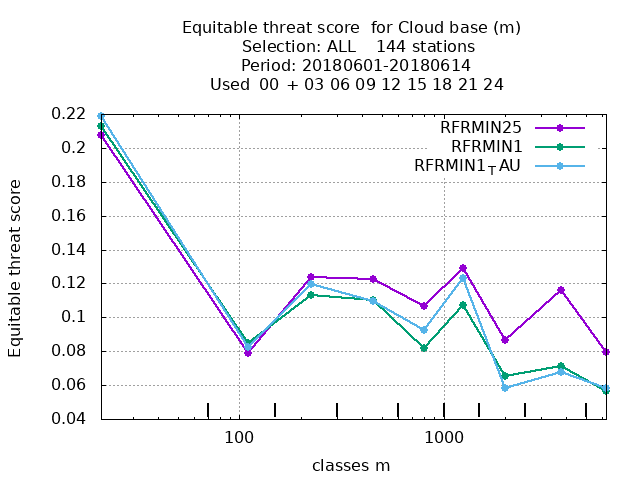 Equitable threat score  for Cloud base (m)
Selection: ALL    144 stations
Period: 20180601-20180614
Used  00 + 03 06 09 12 15 18 21 24
RFRMIN25
RFRMIN1
RFRMIN1TAU
0.22
0.2
0.18
0.16
0.14
0.12
0.1
0.08
0.06
0.04
Equitable threat score
100 1000
classes m